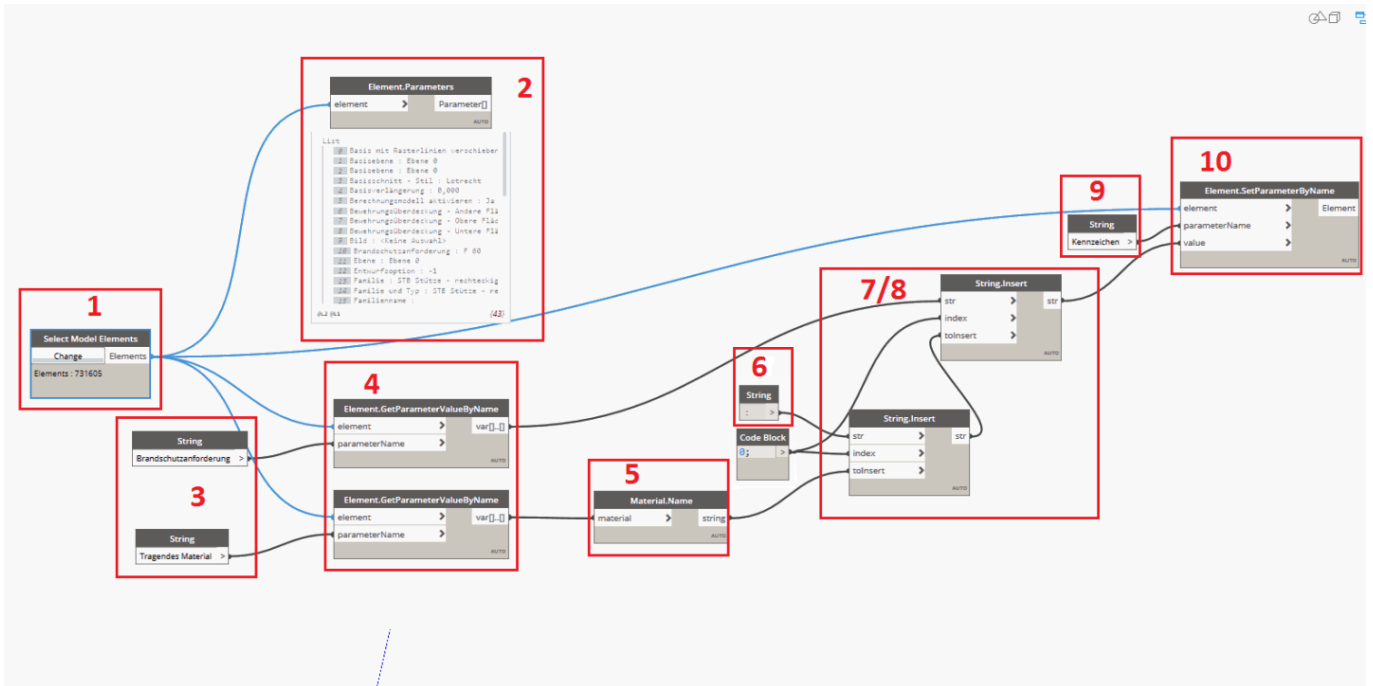 1
Select Model Elements
Change Elements
Elements : 731605
2
Element.Parameters
element > Parameter[]
AUTO
List
0 Basis mit Rasterlinien verschieber
1 Basisebene : Ebene 0
2 Basisebene : Ebene 0
3 Basisschnitt - Stil : Lotrecht
4 Basisverlängerung : 0,000
5 Berechnungsmodell aktivieren : Ja
6 Bewehrungsüberdeckung - Andere Flä
7 Bewehrungsüberdeckung - Obere Fläc
8 Bewehrungsüberdeckung - Untere Flä
9 Bild : <Keine Auswahl>
10 Brandschutzanforderung : F 00
11 Ebene : Ebene 0
12 Entwurfsoption : -1
13 Familie : STB Stütze - rechteckig
14 Familie und Typ : STB Stütze - re
15 Familienname :
@L2 @L1 {43}
3
String
Brandschutzanforderung >
String
Tragendes Material >
4
Element.GetParameterValueByName
element > var[]..[]
parameterName >
AUTO
Element.GetParameterValueByName
element > var[]..[]
parameterName >
AUTO
5
Material.Name
material > string
AUTO
6
String
: >
Code Block
0; >
7/8
String.Insert
str > str
index >
toInsert >
AUTO
String.Insert
str > str
index >
toInsert >
AUTO
9
String
Kennzeichen >
10
Element.SetParameterByName
element > Element
parameterName >
value >
AUTO